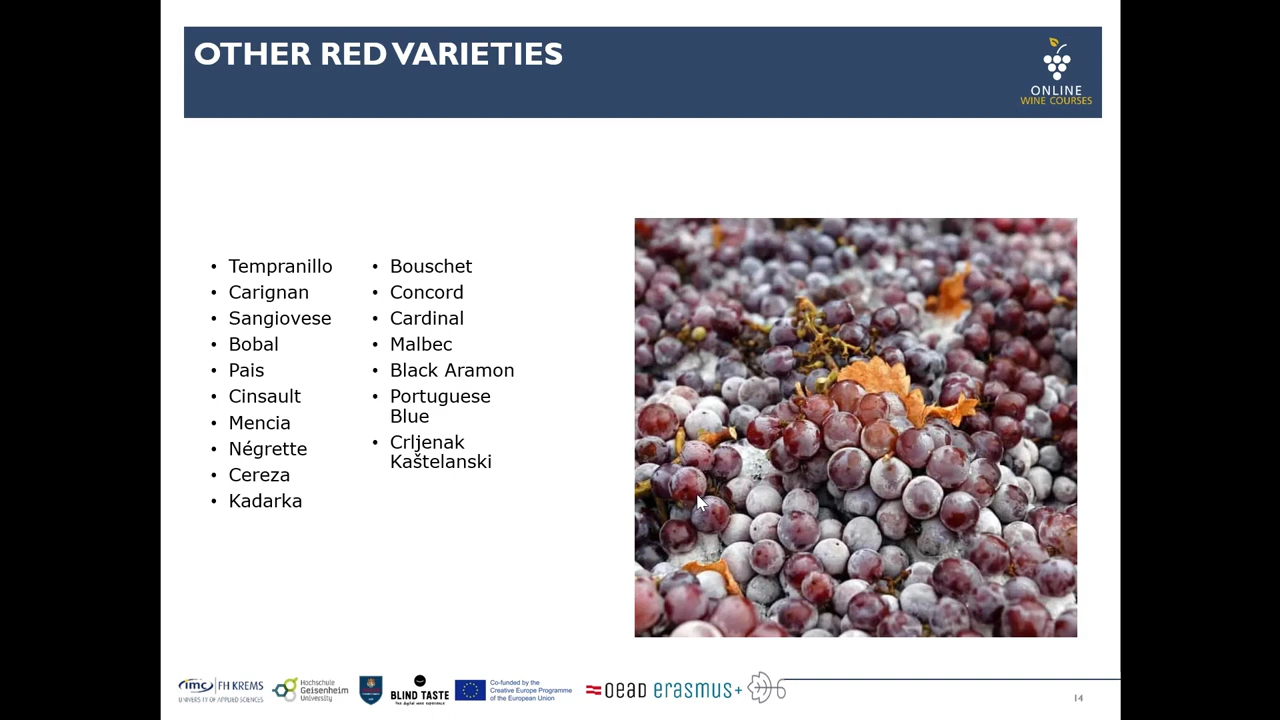 OTHER RED VARIETIES
ONLINE
WINE COURSES
• Tempranillo
• Carignan
• Sangiovese
• Bobal
• Pais
• Cinsault
• Mencia
• Négrette
• Cereza
• Kadarka
• Bouschet
• Concord
• Cardinal
• Malbec
• Black Aramon
• Portuguese
Blue
• Crljenak
Kaštelanski
imc FH KREMS
UNIVERSITY OF APPLIED SCIENCES
Hochschule
Geisenheim
University
BLIND TASTE
The digital wine experience
Co-funded by the
Creative Europe Programme
of the European Union
oead erasmus+
14